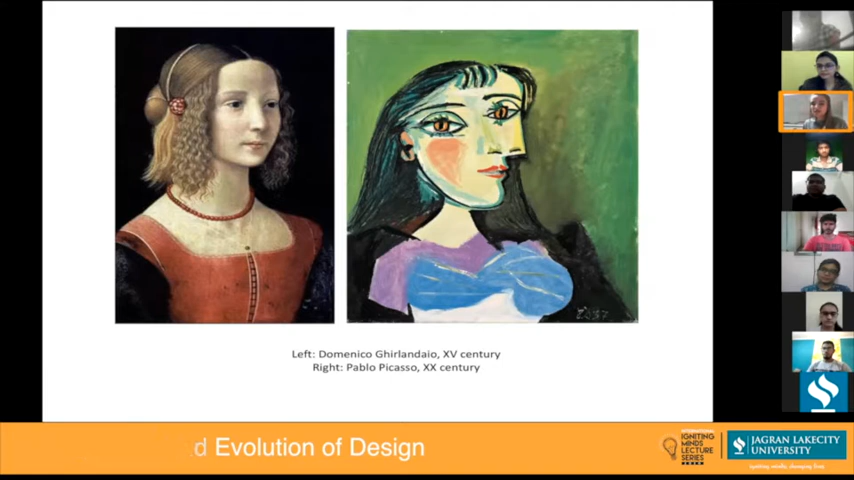 Left: Domenico Ghirlandaio, XV century
Right: Pablo Picasso, XX century
d Evolution of Design
IGNITING
MINDS
LECTURE
SERIES
JAGRAN LAKECITY
UNIVERSITY
Igniting minds, changing lives